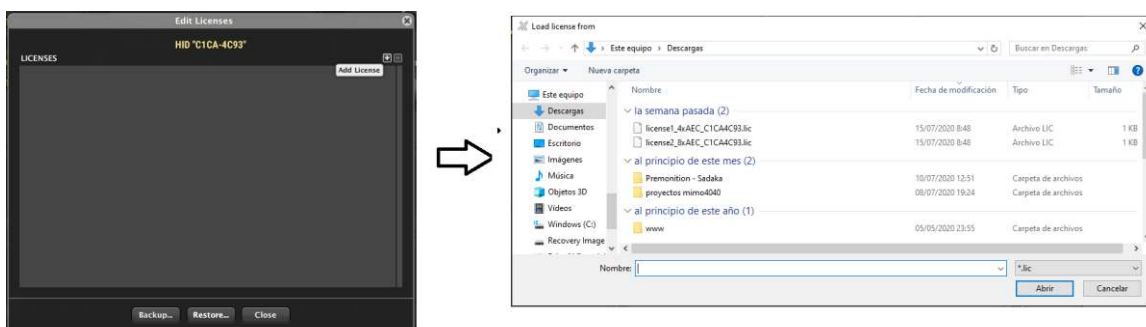 Edit Licenses
HID "C1CA-4C93"
LICENSES
Add License
Backup... Restore... Close
Load license from
Este equipo > Descargas
Buscar en Descargas
Organizar Nueva carpeta
Este equipo
Descargas
Documentos
Escritorio
Imágenes
Música
Objetos 3D
Vídeos
Windows (C:)
Recovery Image
Nombre Fecha de modificación Tipo Tamaño
la semana pasada (2)
license1_4xAEC_C1CA4C93.lic 15/07/2020 8:48 Archivo LIC 1 KB
license2_8xAEC_C1CA4C93.lic 15/07/2020 8:48 Archivo LIC 1 KB
al principio de este mes (2)
Premonition - Sadaka 10/07/2020 12:51 Carpeta de archivos
proyectos mimo4040 08/07/2020 19:24 Carpeta de archivos
al principio de este año (1)
www 05/05/2020 23:55 Carpeta de archivos
Nombre: *.lic
Abrir Cancelar